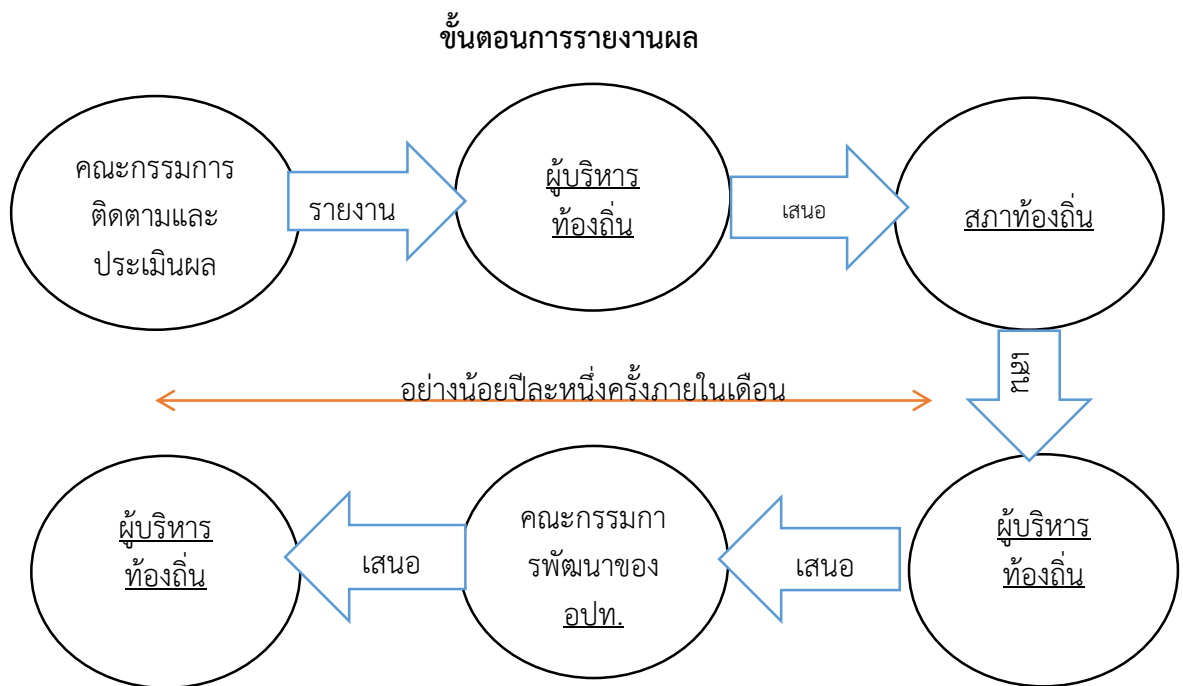 ขั้นตอนการรายงานผล
คณะกรรมการ
ติดตามและ
ประเมินผล
รายงาน
ผู้บริหาร
ท้องถิ่น
เสนอ
สภาท้องถิ่น
เสน
อย่างน้อยปีละหนึ่งครั้งภายในเดือน
ผู้บริหาร
ท้องถิ่น
เสนอ
คณะกรรมกา
รพัฒนาของ
อปท.
เสนอ
ผู้บริหาร
ท้องถิ่น